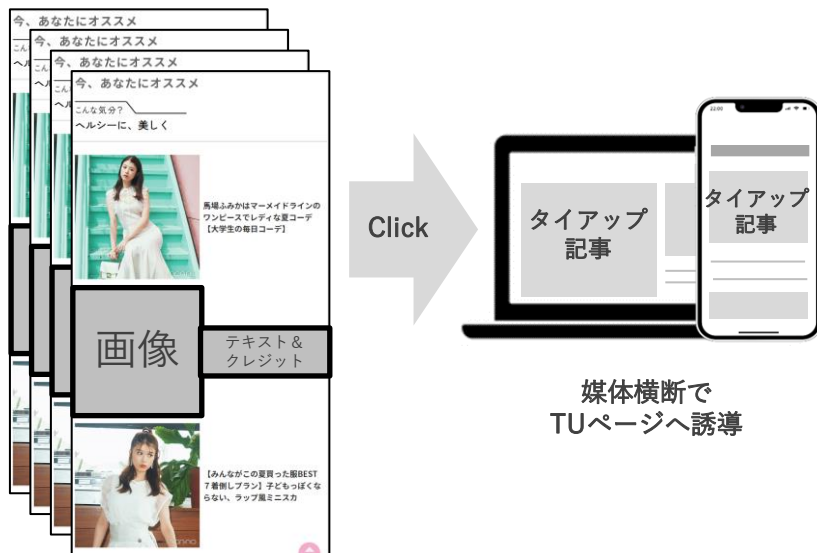 今、あなたにオススメ
今、あなたにオススメ
今、あなたにオススメ
今、あなたにオススメ
こんな気分?
ヘルシーに、美しく
馬場ふみかはマーメイドラインの
ワンピースでレディな夏コーデ
【大学生の毎日コーデ】
画像
テキスト&
クレジット
【みんながこの夏買った服BEST
7着倒しプラン】子どもっぽくな
らない、ラップ風ミニスカ
Click
タイアップ
記事
タイアップ
記事
媒体横断で
TUページへ誘導